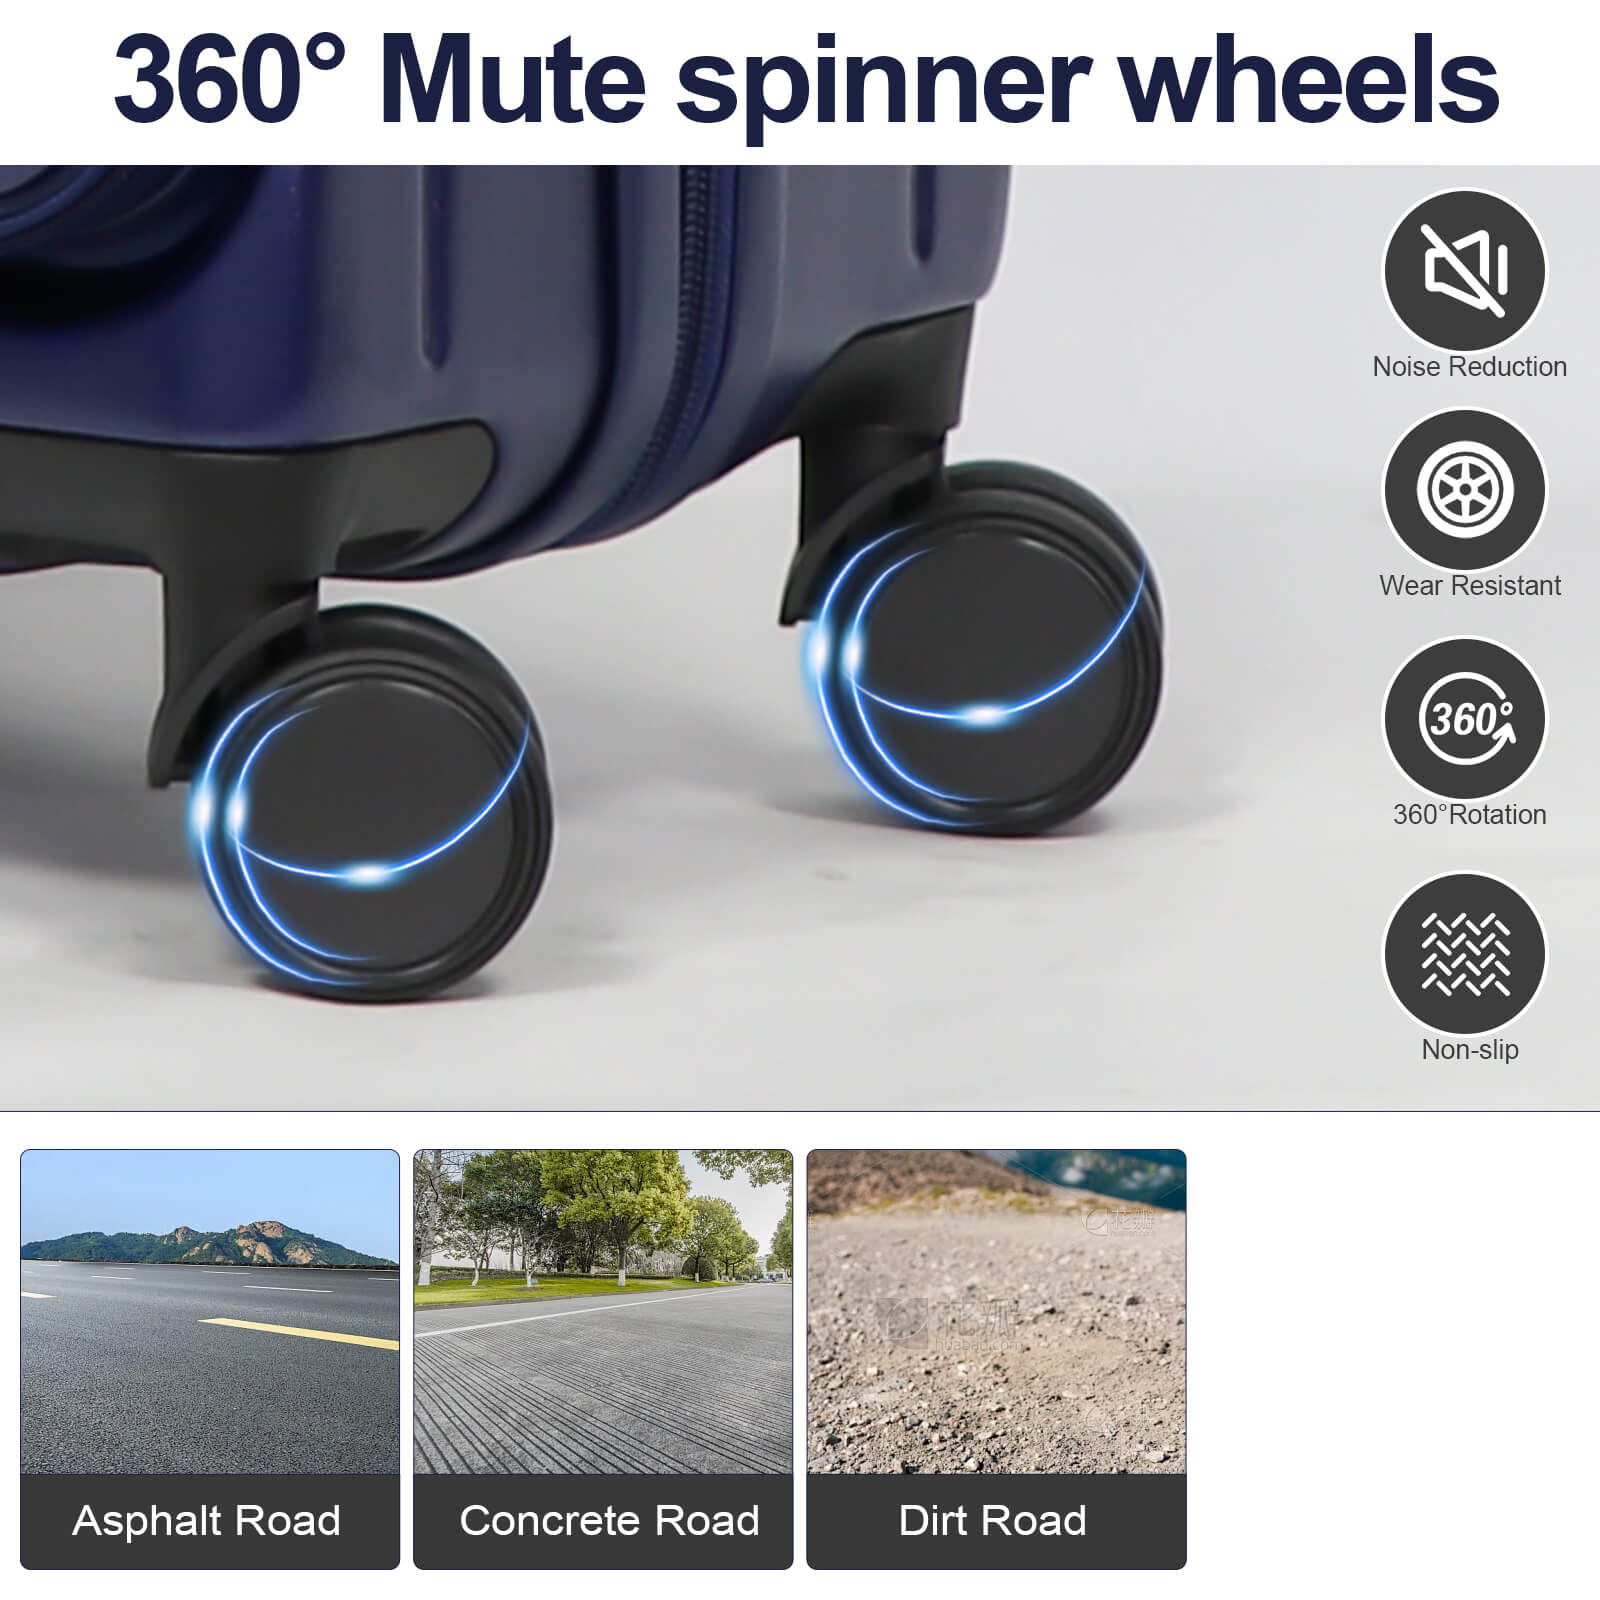 360° Mute spinner wheels
Noise Reduction
Wear Resistant
360°
360°Rotation
Non-slip
Asphalt Road
Concrete Road
Dirt Road